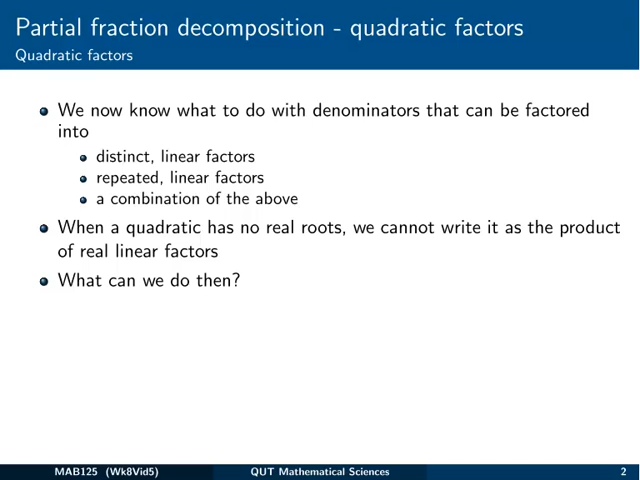 Partial fraction decomposition - quadratic factors
Quadratic factors
We now know what to do with denominators that can be factored
into
distinct, linear factors
repeated, linear factors
a combination of the above
When a quadratic has no real roots, we cannot write it as the product
of real linear factors
What can we do then?
MAB125 (Wk8Vid5) QUT Mathematical Sciences 2